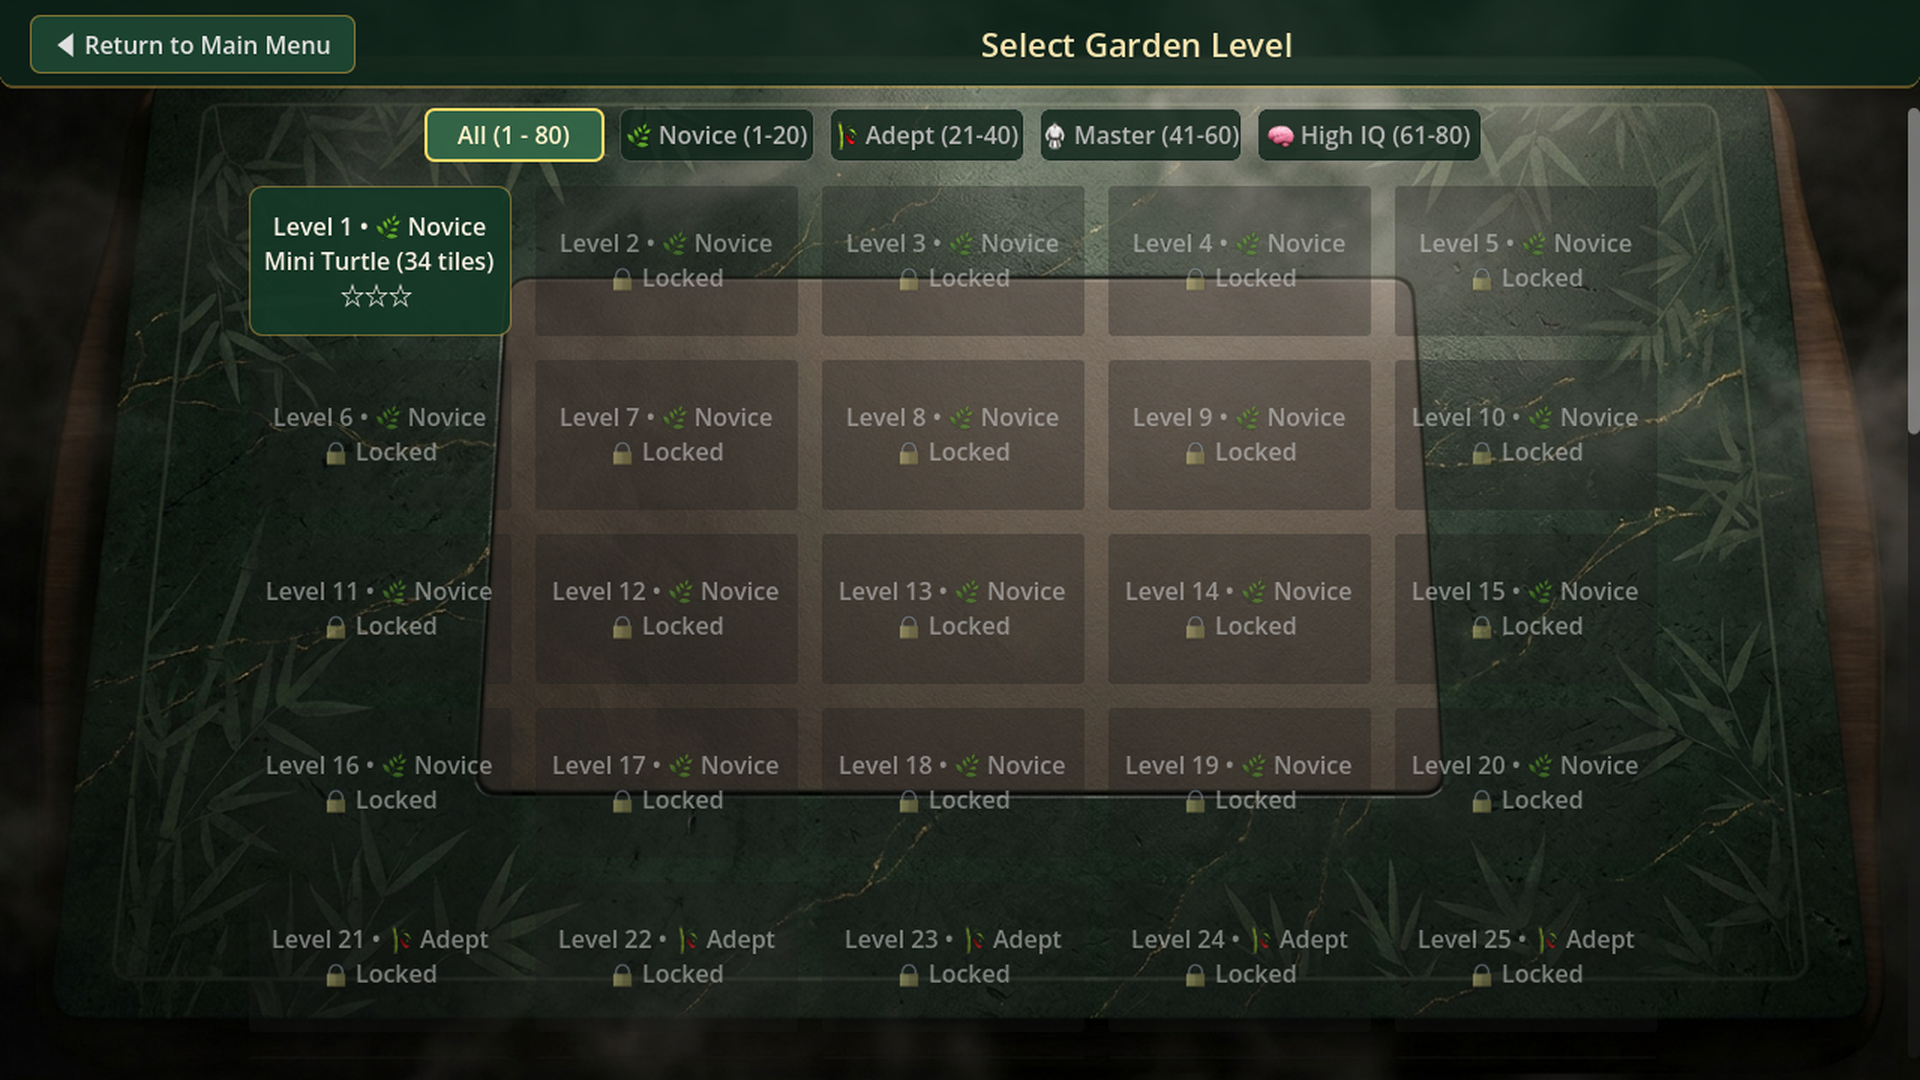 Return to Main Menu
Select Garden Level
All (1 - 80)
Novice (1-20)
Adept (21-40)
Master (41-60)
High IQ (61-80)
Level 1 • Novice
Mini Turtle (34 tiles)
☆☆☆
Level 2 • Novice
Locked
Level 3 • Novice
Locked
Level 4 • Novice
Locked
Level 5 • Novice
Locked
Level 6 • Novice
Locked
Level 7 • Novice
Locked
Level 8 • Novice
Locked
Level 9 • Novice
Locked
Level 10 • Novice
Locked
Level 11 • Novice
Locked
Level 12 • Novice
Locked
Level 13 • Novice
Locked
Level 14 • Novice
Locked
Level 15 • Novice
Locked
Level 16 • Novice
Locked
Level 17 • Novice
Locked
Level 18 • Novice
Locked
Level 19 • Novice
Locked
Level 20 • Novice
Locked
Level 21 • Adept
Locked
Level 22 • Adept
Locked
Level 23 • Adept
Locked
Level 24 • Adept
Locked
Level 25 • Adept
Locked